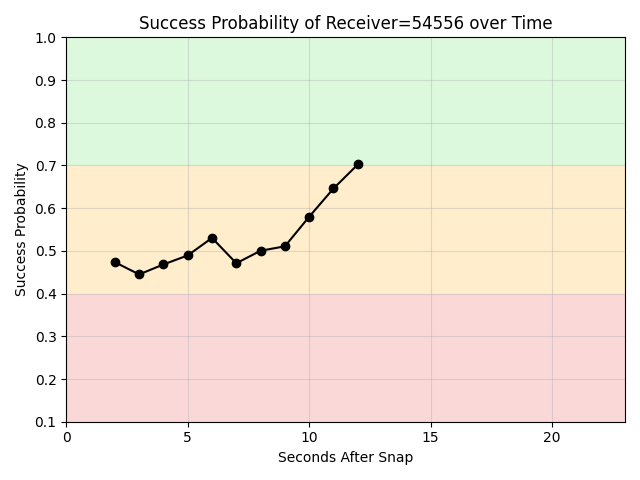 Success Probability of Receiver=54556 over Time
1.0
0.9
0.8
0.7
0.6
0.5
0.4
0.3
0.2
0.1
Success Probability
0 5 10 15 20
Seconds After Snap